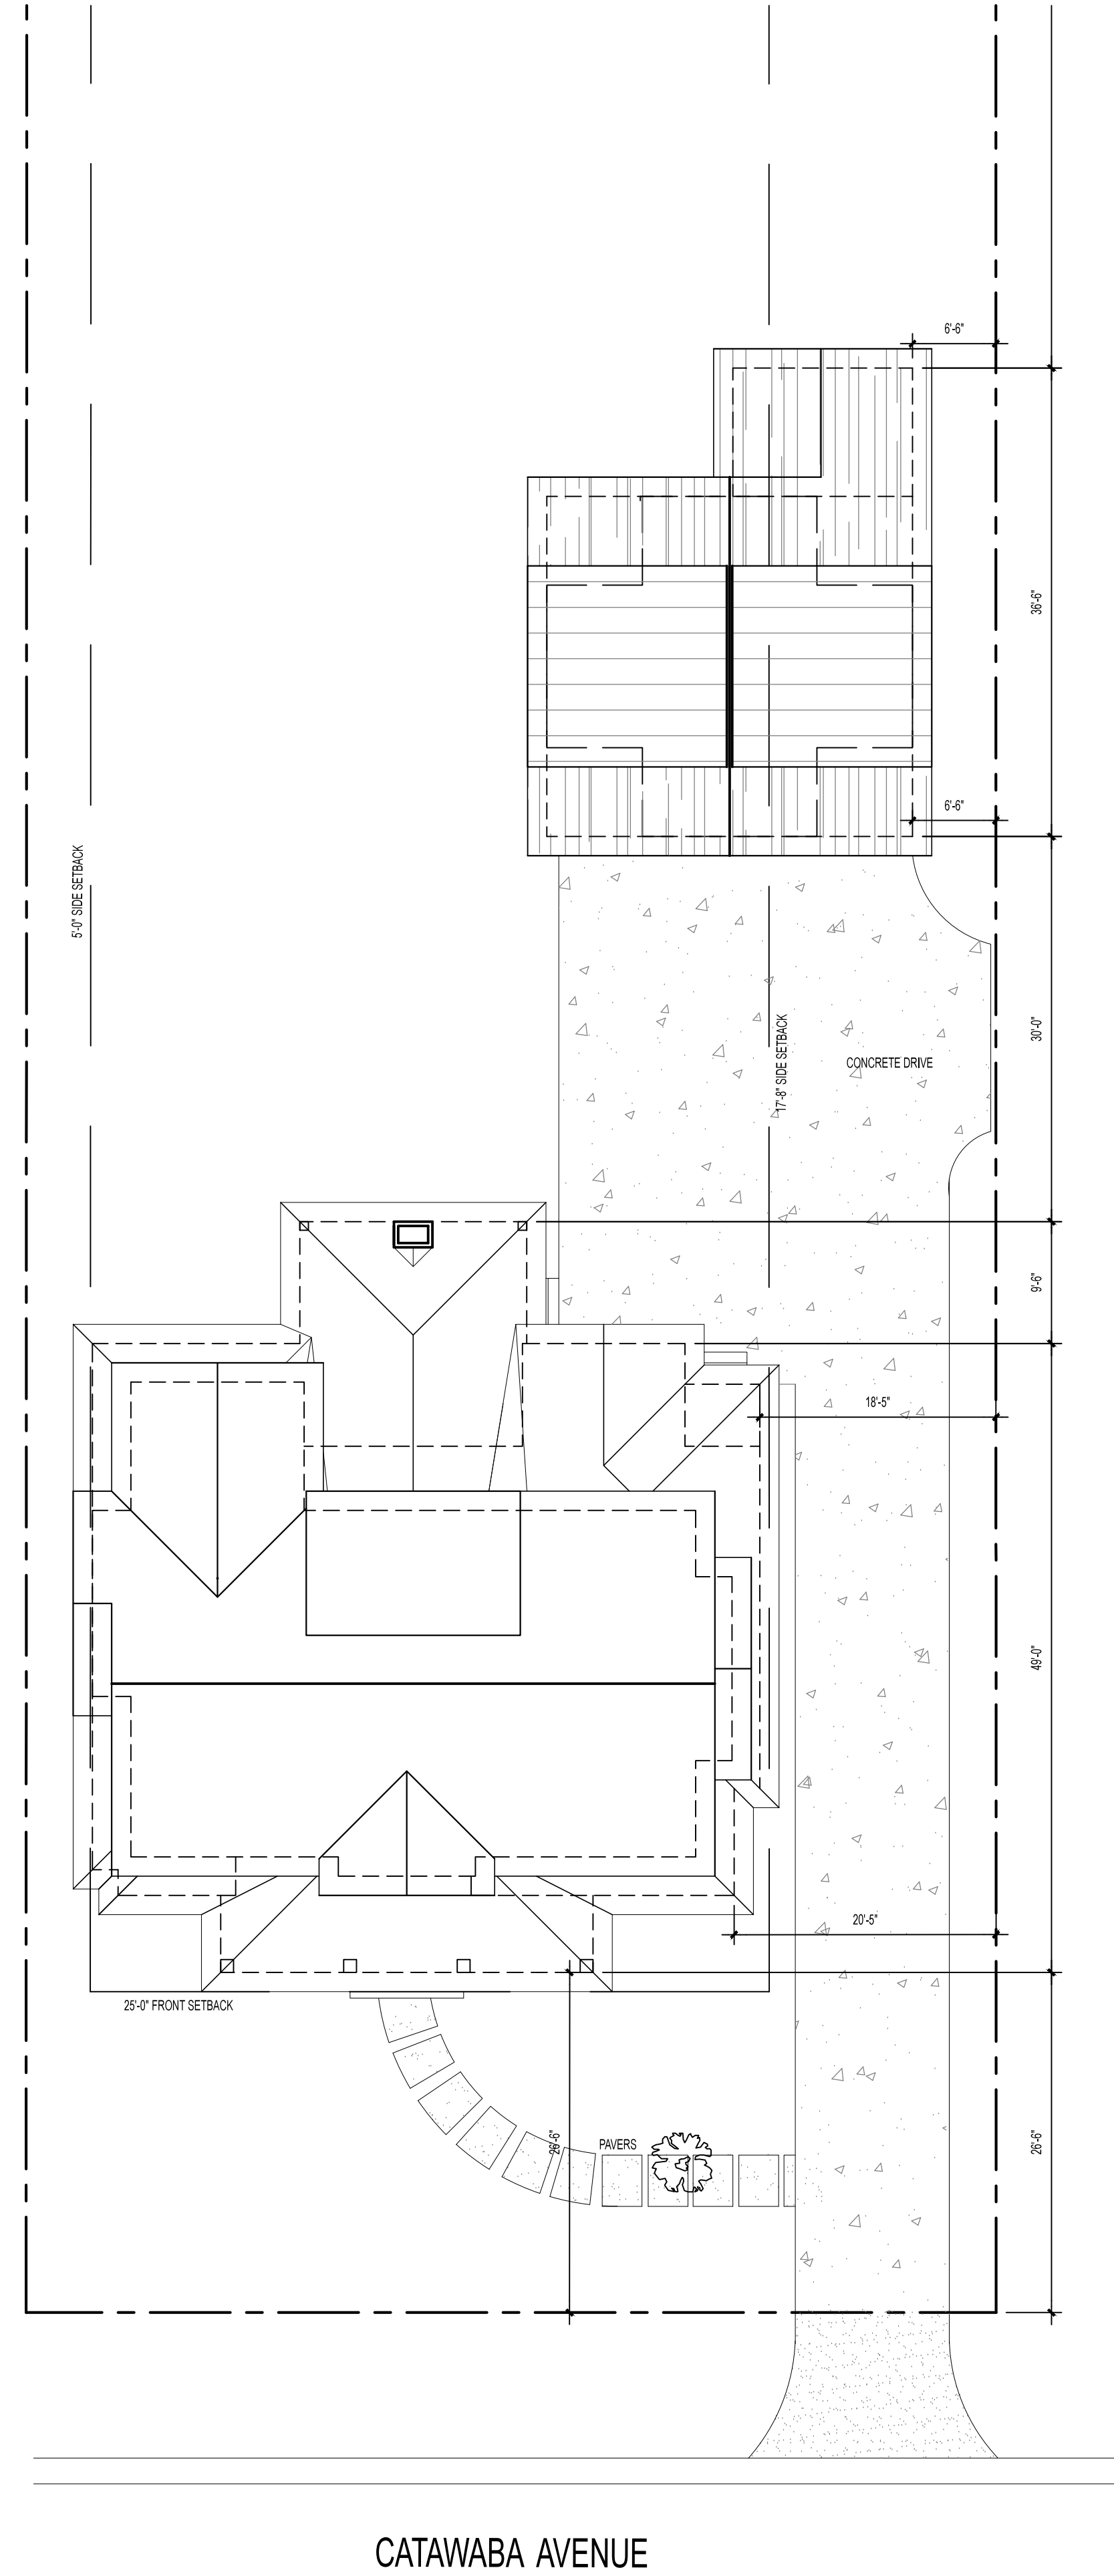 6'-6"
36'-6"
6'-6"
5'-0" SIDE SETBACK
30'-0"
17'-8" SIDE SETBACK
CONCRETE DRIVE
9'-6"
18'-5"
49'-0"
20'-5"
25'-0" FRONT SETBACK
26'-6"
PAVERS
26'-6"
CATAWABA AVENUE